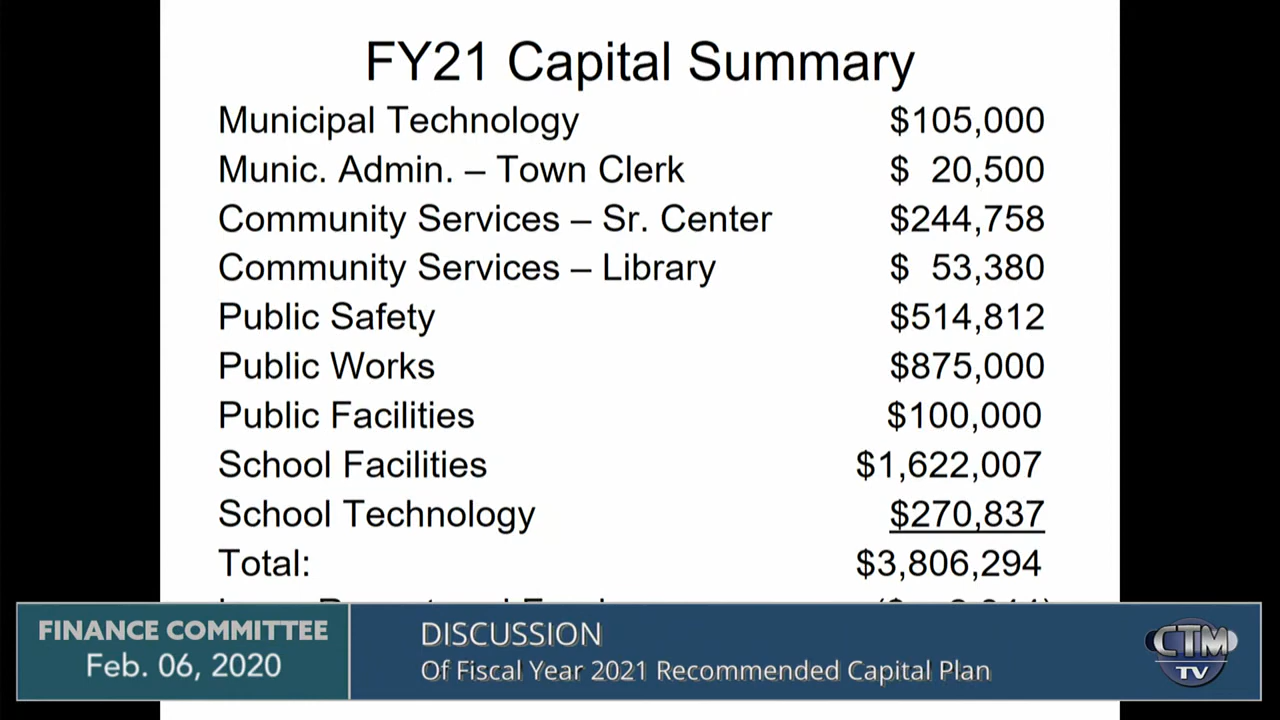 FY21 Capital Summary
Municipal Technology $105,000
Munic. Admin. – Town Clerk $ 20,500
Community Services – Sr. Center $244,758
Community Services – Library $ 53,380
Public Safety $514,812
Public Works $875,000
Public Facilities $100,000
School Facilities $1,622,007
School Technology $270,837
Total: $3,806,294
FINANCE COMMITTEE
Feb. 06, 2020
DISCUSSION
Of Fiscal Year 2021 Recommended Capital Plan
CTM
TV